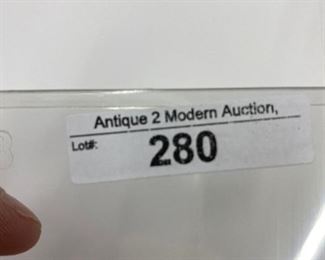 Antique 2 Modern Auction,
Lot#: 280